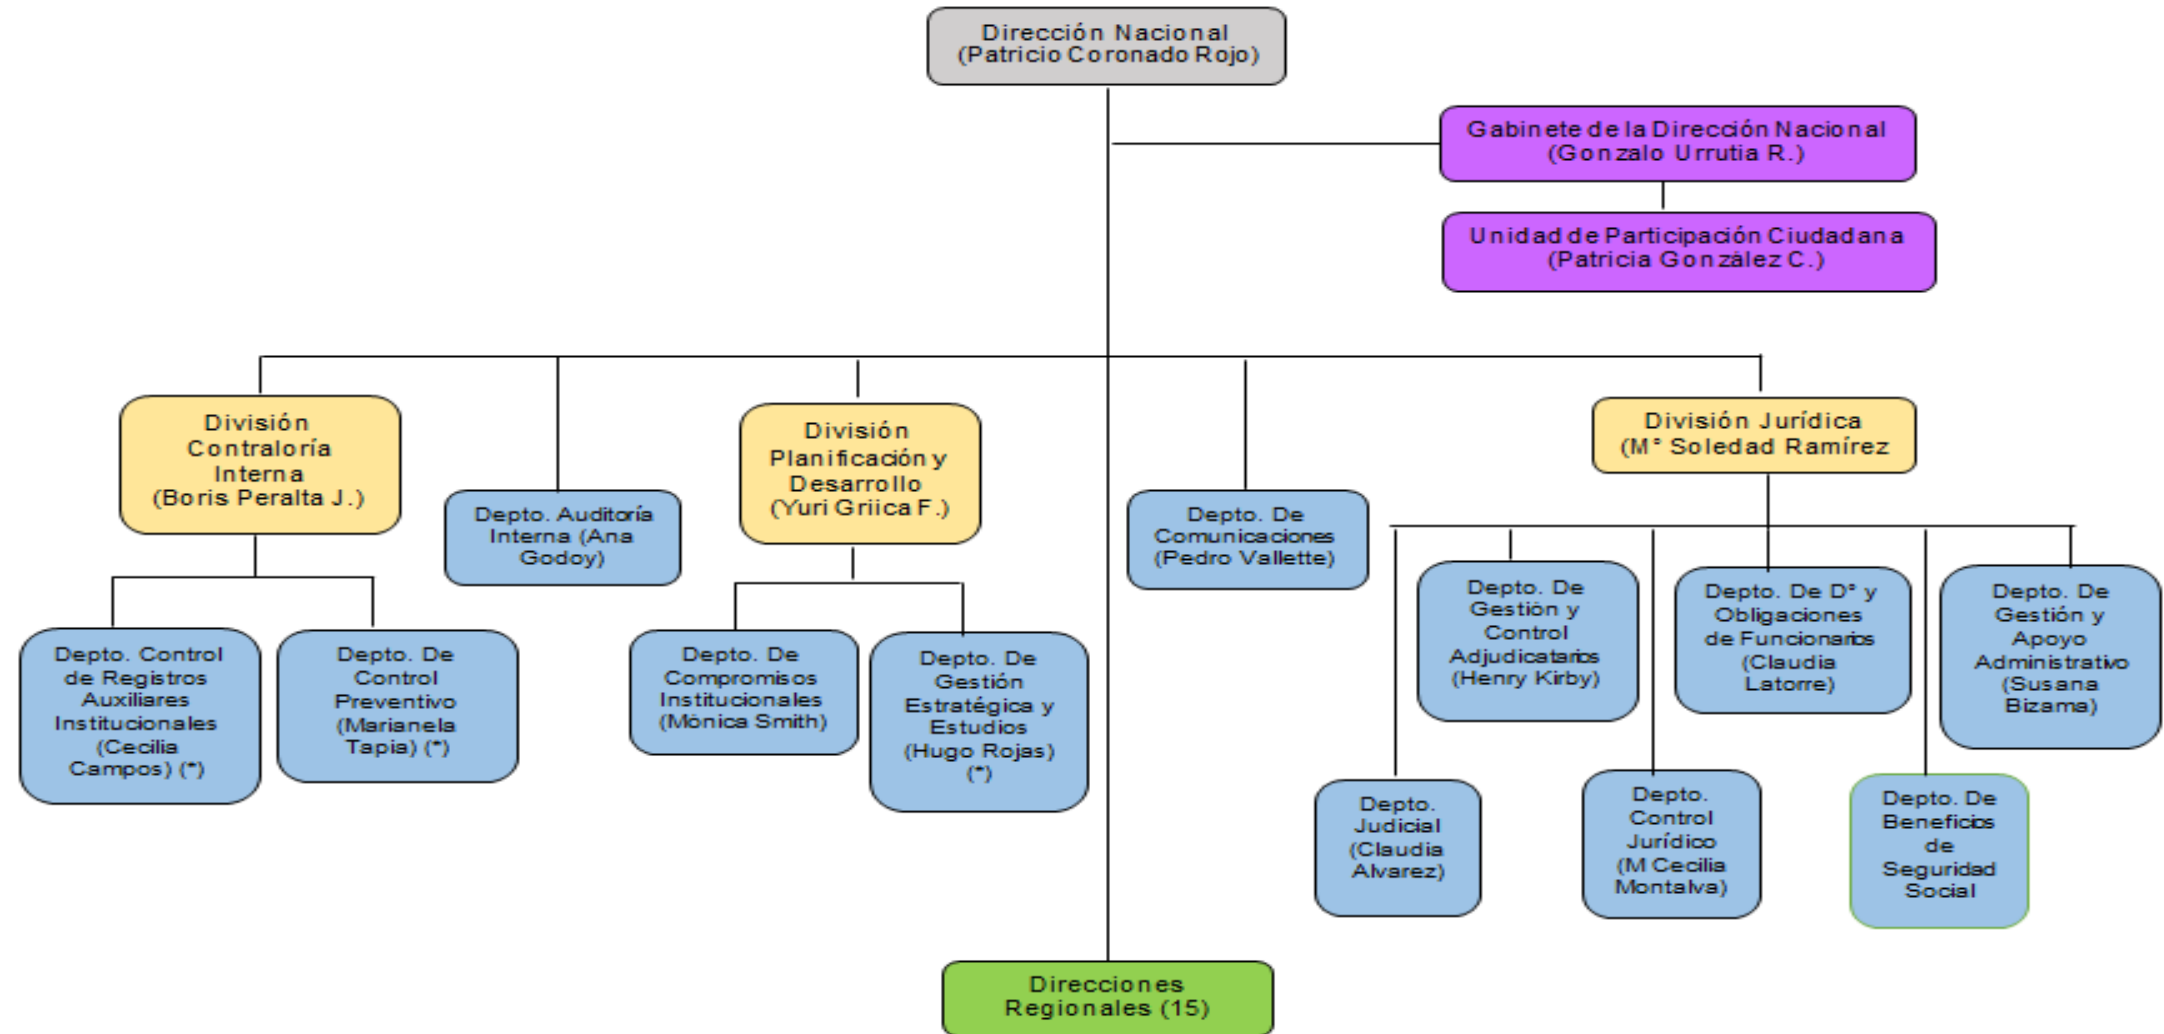 Dirección Nacional
(Patricio Coronado Rojo)
Gabinete de la Dirección Nacional
(Gonzalo Urrutia R.)
Unidad de Participación Ciudadana
(Patricia González C.)
División
Contraloría
Interna
(Boris Peralta J.)
Depto. Auditoría
Interna (Ana
Godoy)
División
Planificación y
Desarrollo
(Yuri Griica F.)
Depto. De
Comunicaciones
(Pedro Vallette)
División Jurídica
(M° Soledad Ramírez
Depto. Control
de Registros
Auxiliares
Institucionales
(Cecilia
Campos) (*)
Depto. De
Control
Preventivo
(Marianela
Tapia) (*)
Depto. De
Compromisos
Institucionales
(Mónica Smith)
Depto. De
Gestión
Estratégica y
Estudios
(Hugo Rojas)
(*)
Depto. De
Gestión y
Control
Adjudicatarios
(Henry Kirby)
Depto. De D° y
Obligaciones
de Funcionarios
(Claudia
Latorre)
Depto. De
Gestión y
Apoyo
Administrativo
(Susana
Bizama)
Depto.
Judicial
(Claudia
Alvarez)
Depto.
Control
Jurídico
(M Cecilia
Montalva)
Depto. De
Beneficios
de
Seguridad
Social
Direcciones
Regionales (15)